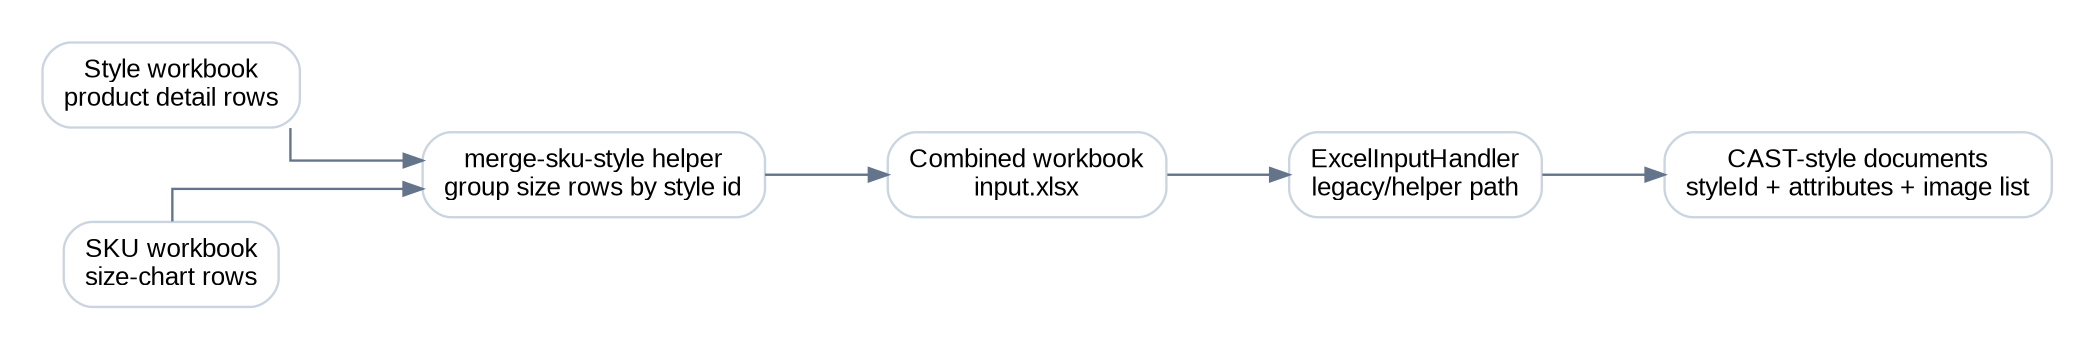 Style workbook
product detail rows
SKU workbook
size-chart rows
merge-sku-style helper
group size rows by style id
Combined workbook
input.xlsx
ExcelInputHandler
legacy/helper path
CAST-style documents
styleId + attributes + image list